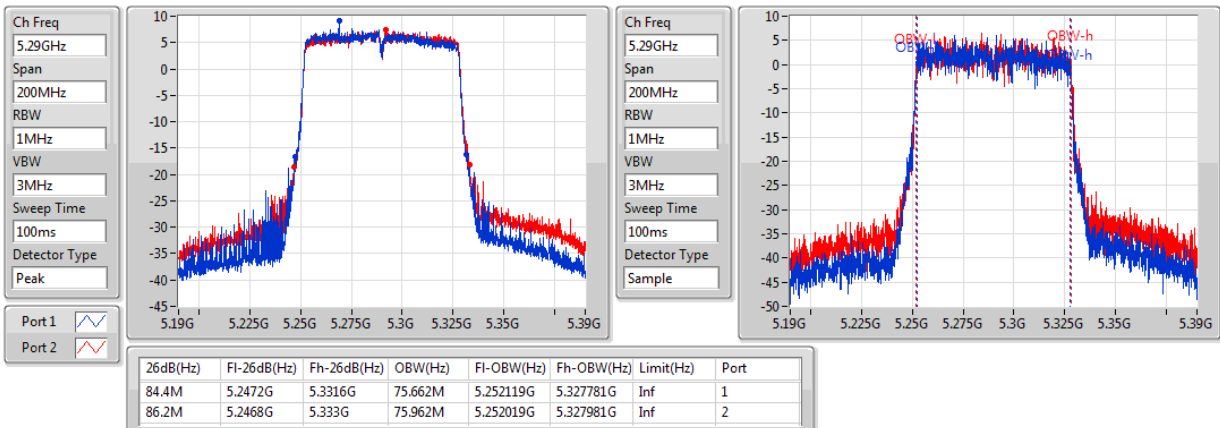 Ch Freq
5.29GHz
Span
200MHz
RBW
1MHz
VBW
3MHz
Sweep Time
100ms
Detector Type
Peak
Port 1
Port 2
10
5
0
-5
-10
-15
-20
-25
-30
-35
-40
-45
5.19G 5.225G 5.25G 5.275G 5.3G 5.325G 5.35G 5.39G
Ch Freq
5.29GHz
Span
200MHz
RBW
1MHz
VBW
3MHz
Sweep Time
100ms
Detector Type
Sample
10
5
0
-5
-10
-15
-20
-25
-30
-35
-40
-45
-50
OBW-h
OBW-h
5.19G 5.225G 5.25G 5.275G 5.3G 5.325G 5.35G 5.39G
26dB(Hz) Fl-26dB(Hz) Fh-26dB(Hz) OBW(Hz) Fl-OBW(Hz) Fh-OBW(Hz) Limit(Hz) Port
84.4M 5.2472G 5.3316G 75.662M 5.252119G 5.327781G Inf 1
86.2M 5.2468G 5.333G 75.962M 5.252019G 5.327981G Inf 2